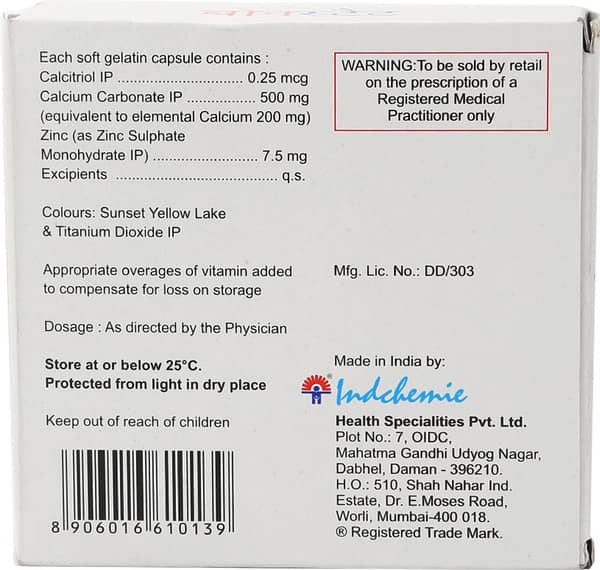 Each soft gelatin capsule contains :
Calcitriol IP ............................ 0.25 mcg
Calcium Carbonate IP ................. 500 mg
(equivalent to elemental Calcium 200 mg)
Zinc (as Zinc Sulphate
Monohydrate IP) ........................ 7.5 mg
Excipients .................................... q.s.
WARNING:To be sold by retail
on the prescription of a
Registered Medical
Practitioner only
Colours: Sunset Yellow Lake
& Titanium Dioxide IP
Appropriate overages of vitamin added
to compensate for loss on storage
Mfg. Lic. No.: DD/303
Dosage : As directed by the Physician
Store at or below 25°C.
Protected from light in dry place
Keep out of reach of children
8 906016 610139
Made in India by:
Indchemie
Health Specialities Pvt. Ltd.
Plot No.: 7, OIDC,
Mahatma Gandhi Udyog Nagar,
Dabhel, Daman - 396210.
H.O.: 510, Shah Nahar Ind.
Estate, Dr. E.Moses Road,
Worli, Mumbai-400 018.
® Registered Trade Mark.